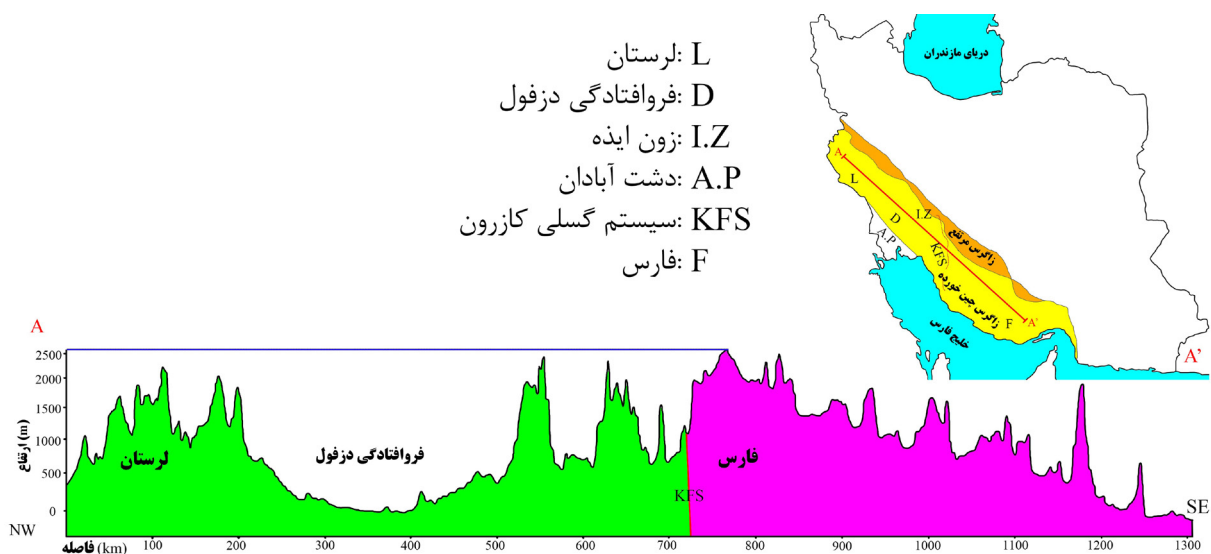 L :لرستان
D :فروافتادگی دزفول
I.Z :زون ایذه
A.P :دشت آبادان
KFS :سیستم گسلی کازرون
F :فارس
دریای مازندران
A
L
D
I.Z
A.P
KFS
زاگرس مرتفع
زاگرس چین خورده
F
A'
خلیج فارس
A
A'
2500
2000
1500
1000
500
0
ارتفاع (m)
لرستان
فروافتادگی دزفول
KFS
فارس
NW
SE
فاصله (km)
100 200 300 400 500 600 700 800 900 1000 1100 1200 1300